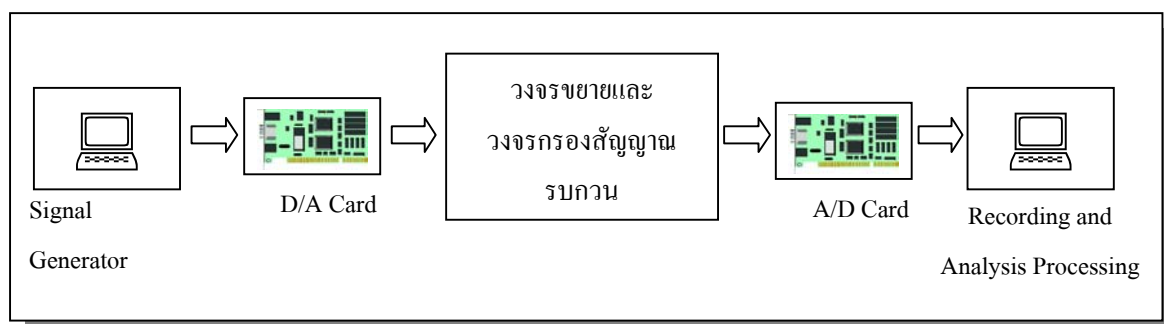 Signal
Generator
D/A Card
วงจรขยายและ
วงจรกรองสัญญาณ
รบกวน
A/D Card
Recording and
Analysis Processing